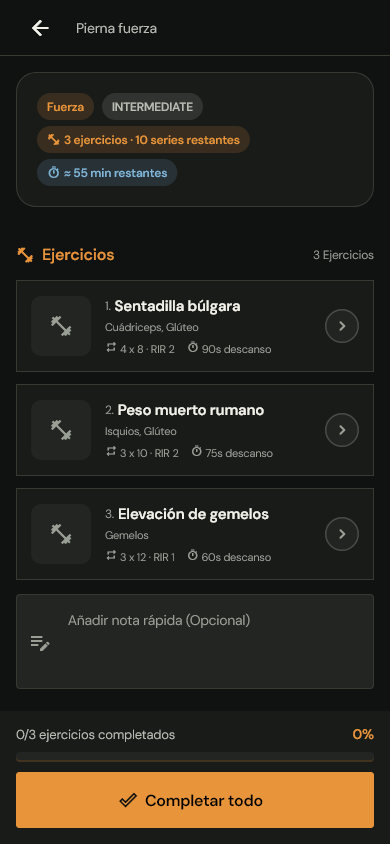 Pierna fuerza
Fuerza INTERMEDIATE
3 ejercicios · 10 series restantes
≈ 55 min restantes
Ejercicios 3 Ejercicios
1. Sentadilla búlgara
Cuádriceps, Glúteo
4 x 8 · RIR 2 90s descanso
2. Peso muerto rumano
Isquios, Glúteo
3 x 10 · RIR 2 75s descanso
3. Elevación de gemelos
Gemelos
3 x 12 · RIR 1 60s descanso
Añadir nota rápida (Opcional)
0/3 ejercicios completados 0%
Completar todo